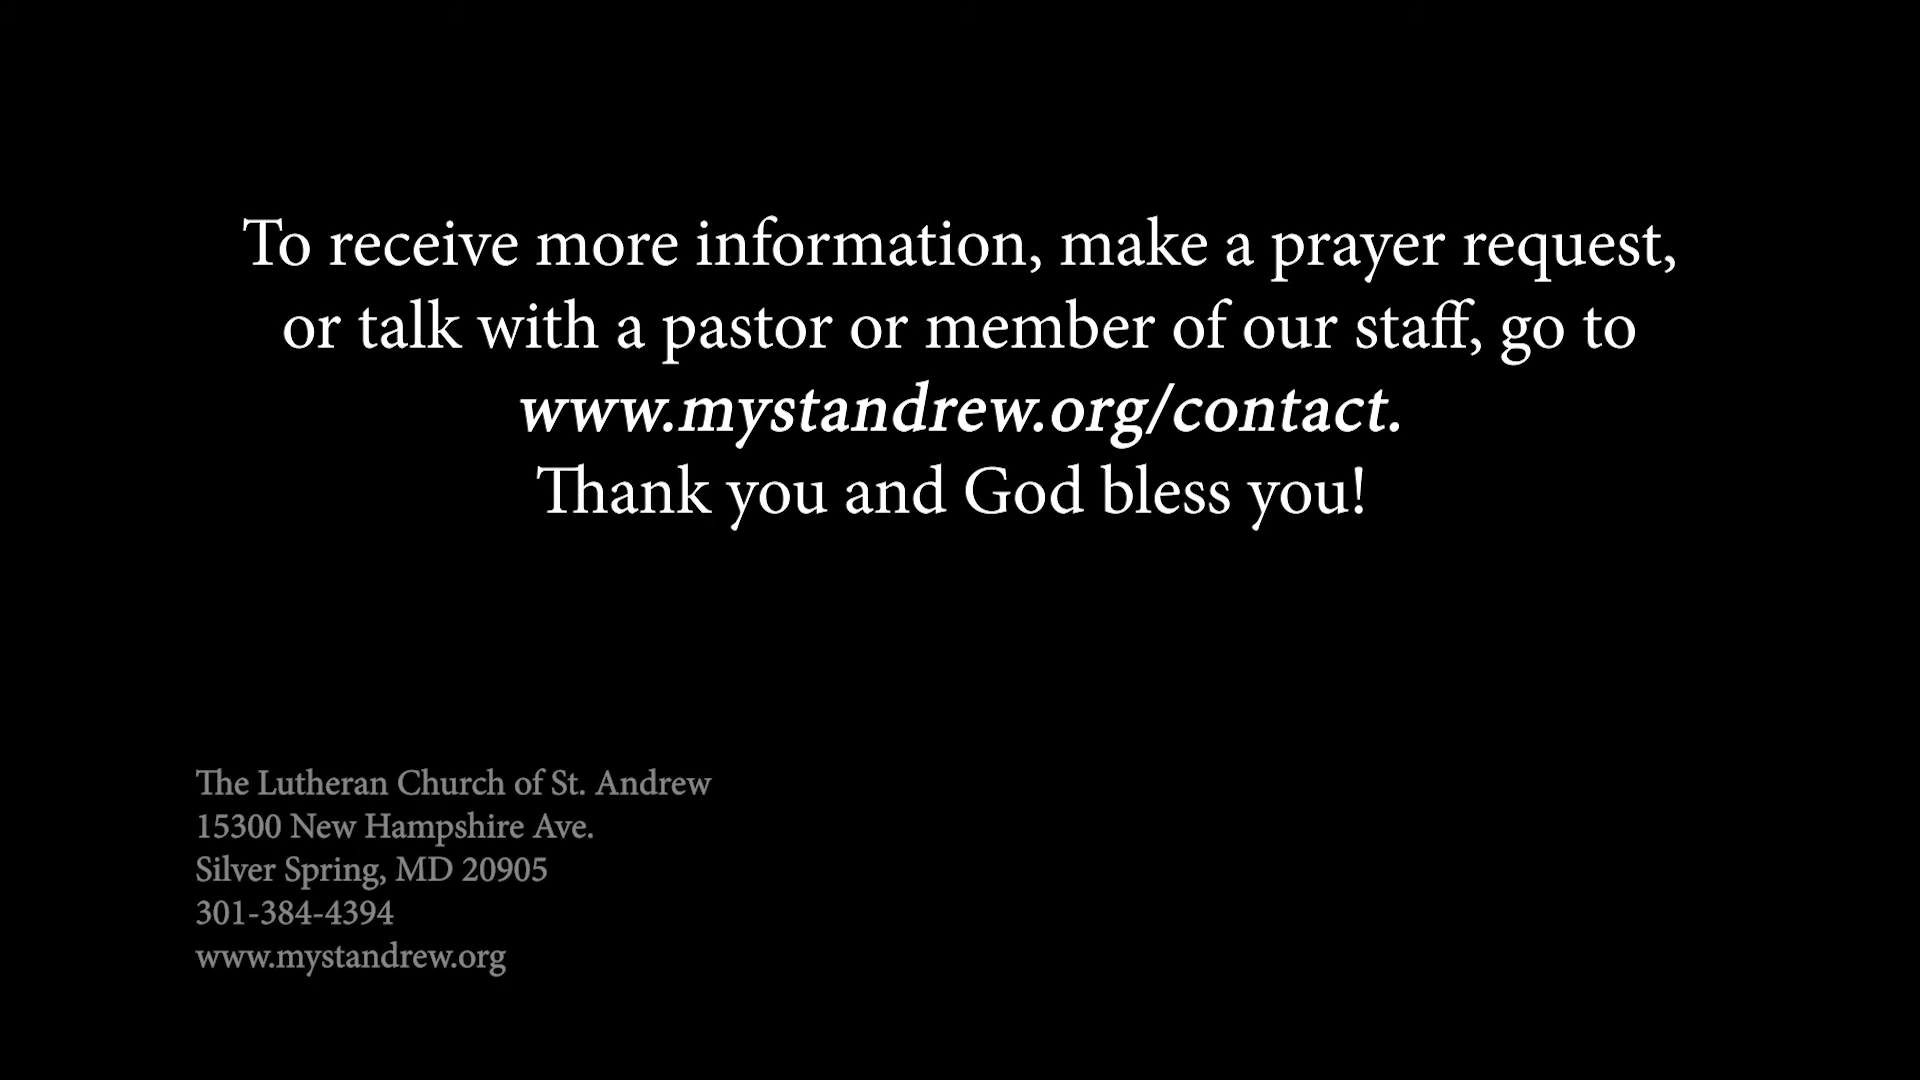 To receive more information, make a prayer request,
or talk with a pastor or member of our staff, go to
www.mystandrew.org/contact.
Thank you and God bless you!
The Lutheran Church of St. Andrew
15300 New Hampshire Ave.
Silver Spring, MD 20905
301-384-4394
www.mystandrew.org